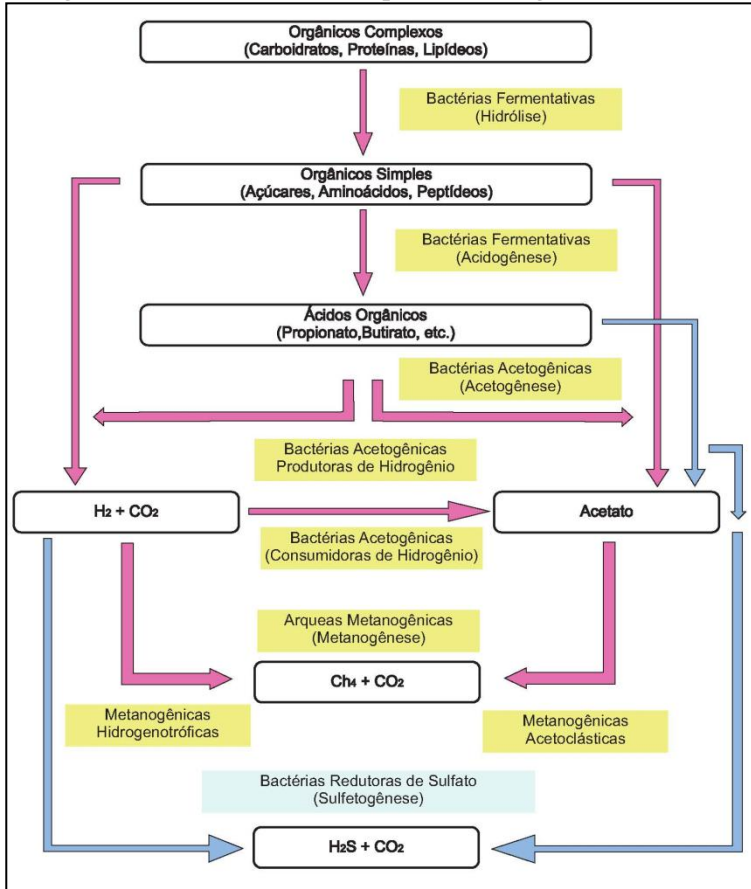 Orgânicos Complexos
(Carboidratos, Proteínas, Lipídeos)
Bactérias Fermentativas
(Hidrólise)
Orgânicos Simples
(Açúcares, Aminoácidos, Peptídeos)
Bactérias Fermentativas
(Acidogênese)
Ácidos Orgânicos
(Propionato,Butirato, etc.)
Bactérias Acetogênicas
(Acetogênese)
Bactérias Acetogênicas
Produtoras de Hidrogênio
H₂ + CO₂
Acetato
Bactérias Acetogênicas
(Consumidoras de Hidrogênio)
Arqueas Metanogênicas
(Metanogênese)
Ch₄ + CO₂
Metanogênicas
Hidrogenotróficas
Metanogênicas
Acetoclásticas
Bactérias Redutoras de Sulfato
(Sulfetogênese)
H₂S + CO₂